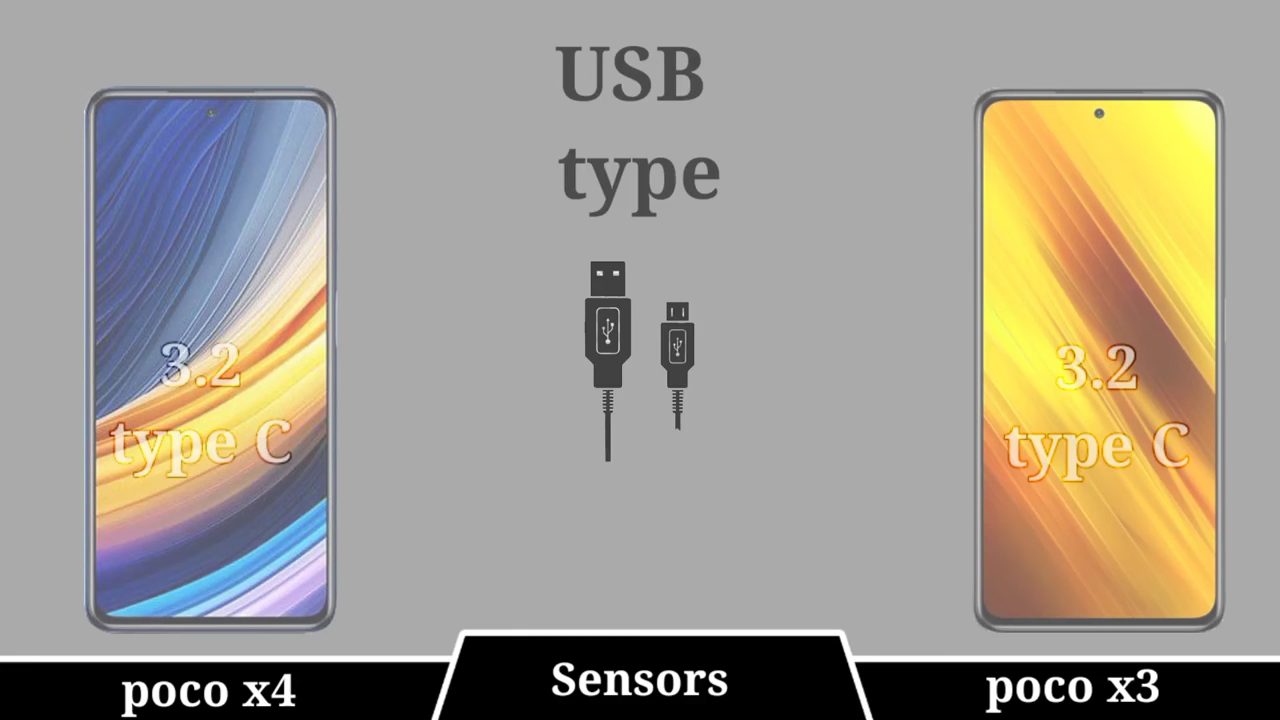 USB
type
3.2
type C
3.2
type C
poco x4
Sensors
poco x3